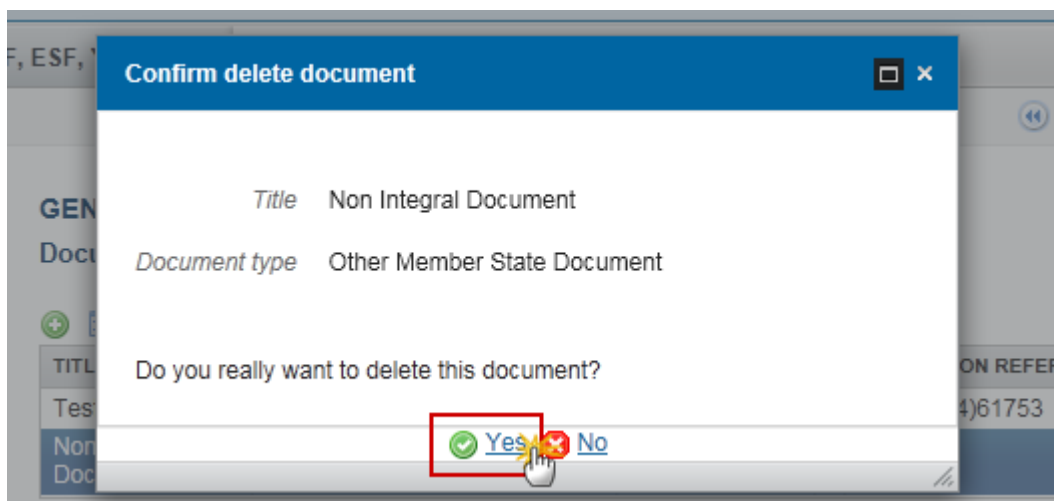 F, ESF,
Confirm delete document
GEN
Title Non Integral Document
Docu
Document type Other Member State Document
TITL
ON REFER
Do you really want to delete this document?
Tes
4)61753
Non
Doc
Yes No